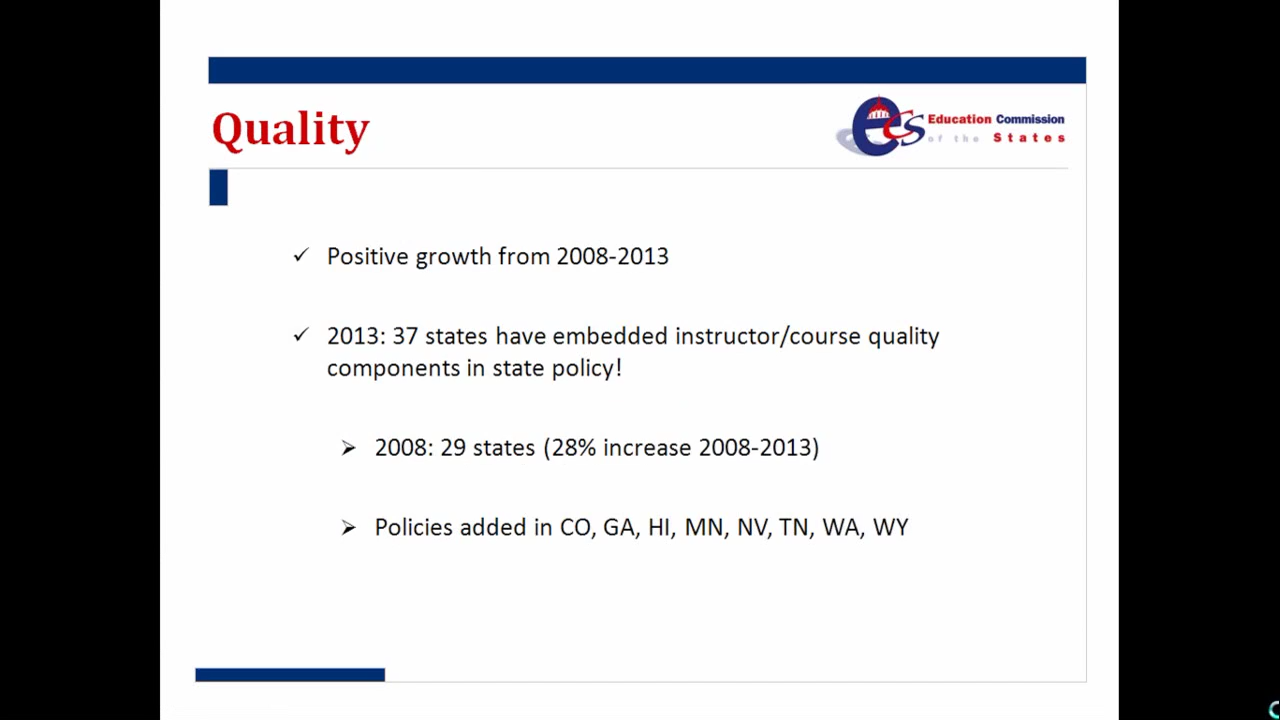 Quality
eCS Education Commission
of the States
Positive growth from 2008-2013
2013: 37 states have embedded instructor/course quality
components in state policy!
2008: 29 states (28% increase 2008-2013)
Policies added in CO, GA, HI, MN, NV, TN, WA, WY